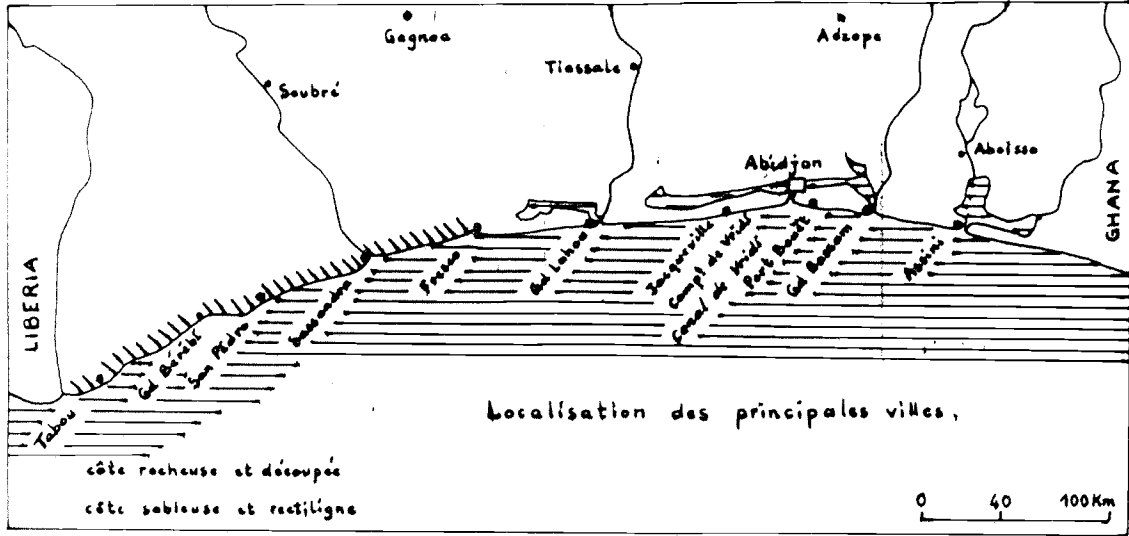 Gagnoa
Adzope
Tiassale
Soubré
Aboisso
Abidjan
GHANA
LIBERIA
Tabou
Gd Béréby
San Pédro
Sassandra
Fresco
Gd Lahou
Jacqueville
Campt de Vridi
Canal de Vridi
Port Bouët
Gd Bassam
Assini
Localisation des principales villes.
côte rocheuse et découpée
côte sableuse et rectiligne
0 40 100Km